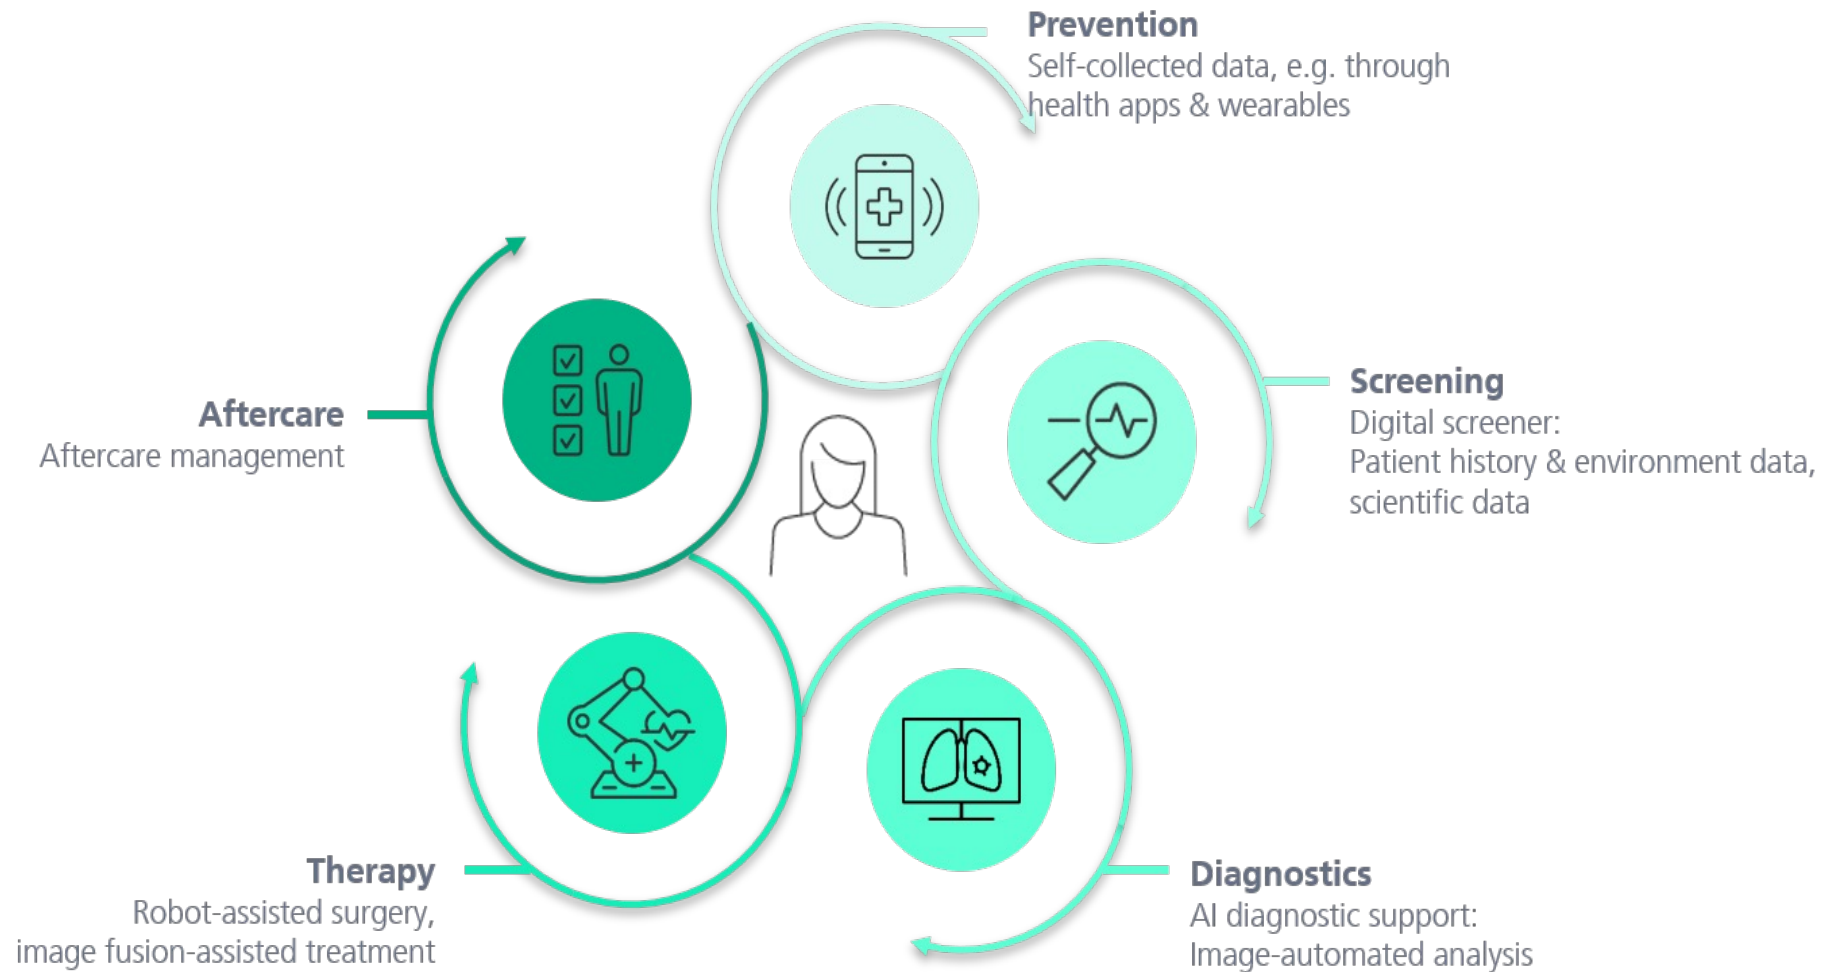 Prevention
Self-collected data, e.g. through
health apps & wearables
Screening
Digital screener:
Patient history & environment data,
scientific data
Diagnostics
AI diagnostic support:
Image-automated analysis
Therapy
Robot-assisted surgery,
image fusion-assisted treatment
Aftercare
Aftercare management